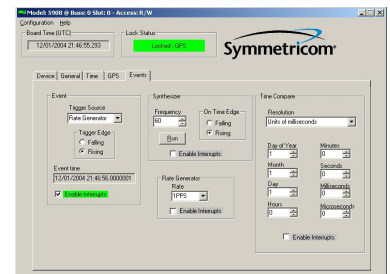 Model: 5908 @ Buss: 0 Slot: 0 - Access: R/W
Configuration Help
Board Time (UTC)
12/01/2004 21:46:55.293
Lock Status
Locked - GPS
Symmetricom
Device General Time GPS Events
Event
Trigger Source
Rate Generator
Trigger Edge
Falling
Rising
Event time
12/01/2004 21:46:56.0000001
Enable Interrupts
Synthesizer
Frequency
60
On Time Edge
Falling
Rising
Run
Enable Interrupts
Rate Generator
Rate
1PPS
Enable Interrupts
Time Compare
Resolution
Units of milliseconds
Day of Year
1
Minutes
0
Month
1
Seconds
0
Day
1
Milliseconds
0
Hours
0
Microseconds
0
Enable Interrupts